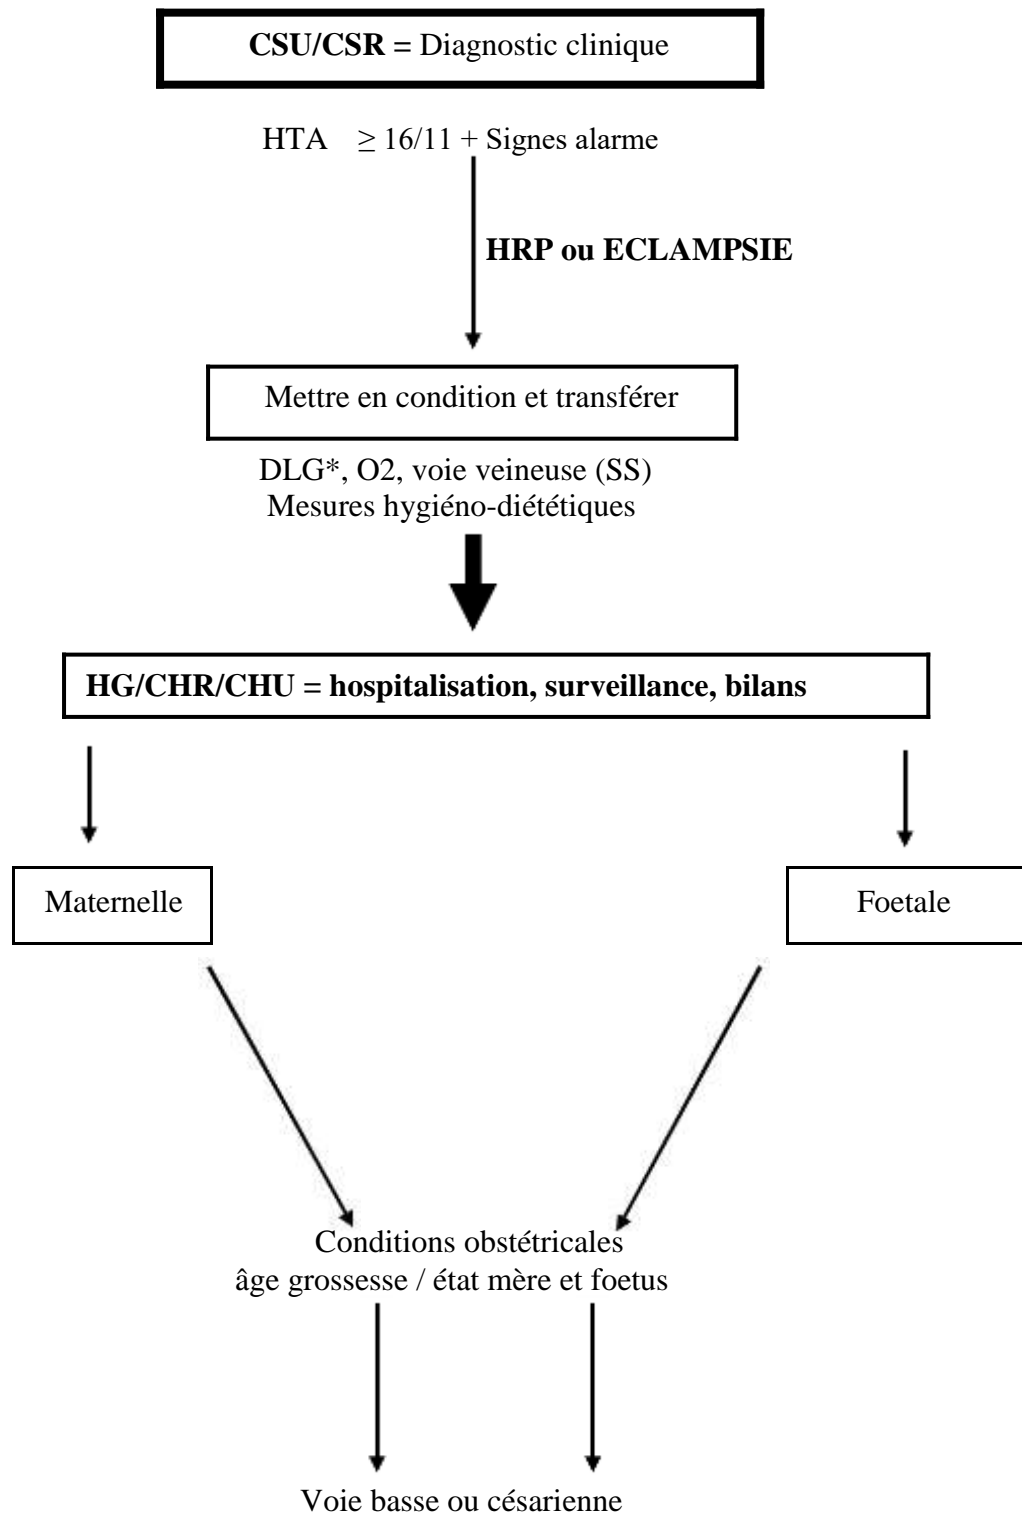 CSU/CSR = Diagnostic clinique
HTA ≥ 16/11 + Signes alarme
HRP ou ECLAMPSIE
Mettre en condition et transférer
DLG*, O2, voie veineuse (SS)
Mesures hygiéno-diététiques
HG/CHR/CHU = hospitalisation, surveillance, bilans
Maternelle
Foetale
Conditions obstétricales
âge grossesse / état mère et foetus
Voie basse ou césarienne